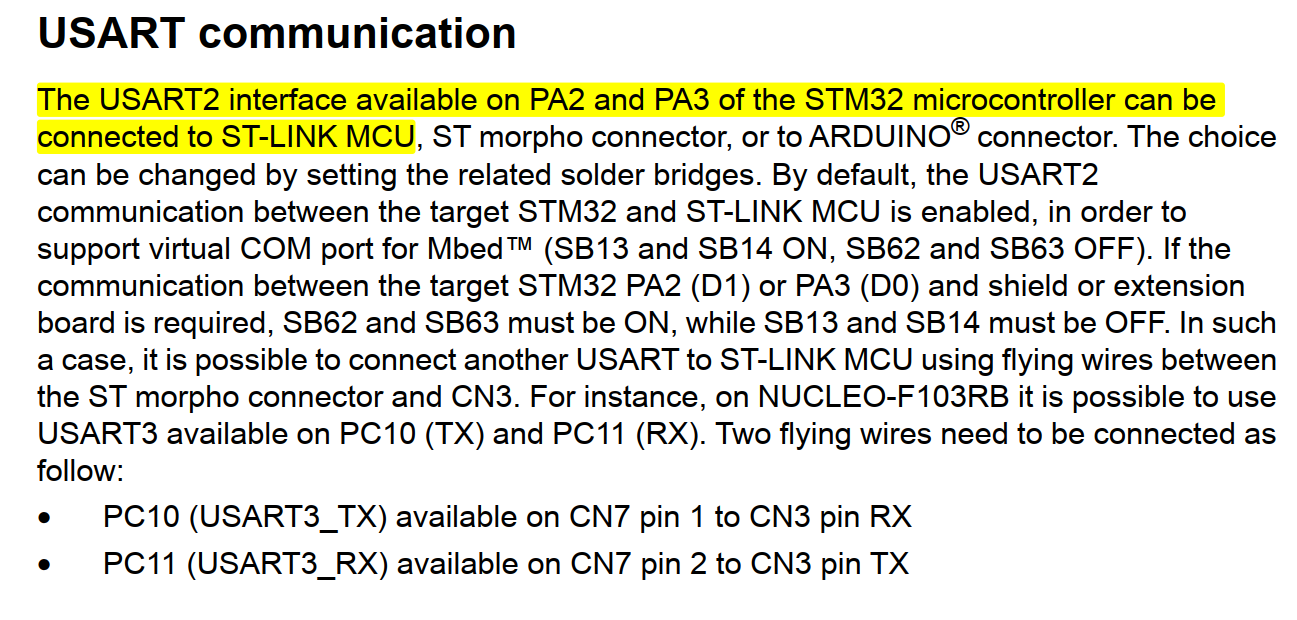 USART communication
The USART2 interface available on PA2 and PA3 of the STM32 microcontroller can be
connected to ST-LINK MCU, ST morpho connector, or to ARDUINO® connector. The choice
can be changed by setting the related solder bridges. By default, the USART2
communication between the target STM32 and ST-LINK MCU is enabled, in order to
support virtual COM port for Mbed™ (SB13 and SB14 ON, SB62 and SB63 OFF). If the
communication between the target STM32 PA2 (D1) or PA3 (D0) and shield or extension
board is required, SB62 and SB63 must be ON, while SB13 and SB14 must be OFF. In such
a case, it is possible to connect another USART to ST-LINK MCU using flying wires between
the ST morpho connector and CN3. For instance, on NUCLEO-F103RB it is possible to use
USART3 available on PC10 (TX) and PC11 (RX). Two flying wires need to be connected as
follow:
• PC10 (USART3_TX) available on CN7 pin 1 to CN3 pin RX
• PC11 (USART3_RX) available on CN7 pin 2 to CN3 pin TX